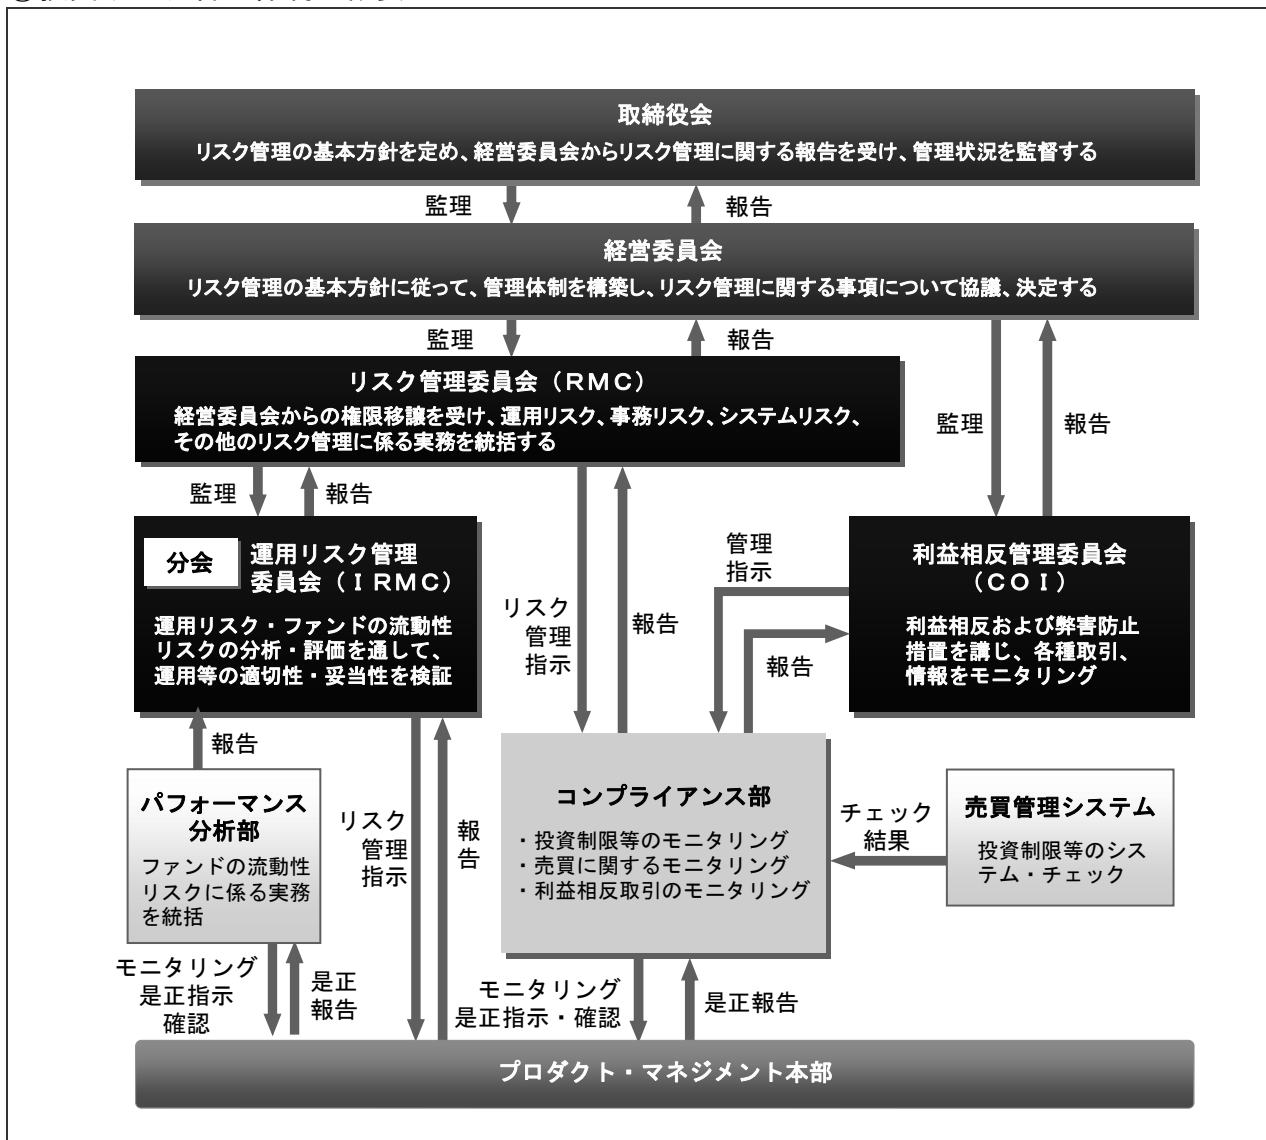 取締役会
リスク管理の基本方針を定め、経営委員会からリスク管理に関する報告を受け、管理状況を監督する
監理
報告
経営委員会
リスク管理の基本方針に従って、管理体制を構築し、リスク管理に関する事項について協議、決定する
監理
報告
リスク管理委員会（ＲＭＣ）
経営委員会からの権限移譲を受け、運用リスク、事務リスク、システムリスク、
その他のリスク管理に係る実務を統括する
監理
報告
監理
報告
分会
運用リスク管理
委員会（ＩＲＭＣ）
運用リスク・ファンドの流動性
リスクの分析・評価を通して、
運用等の適切性・妥当性を検証
リスク
管理
指示
報告
管理
指示
報告
利益相反管理委員会
（ＣＯＩ）
利益相反および弊害防止
措置を講じ、各種取引、
情報をモニタリング
報告
パフォーマンス
分析部
ファンドの流動性
リスクに係る実務
を統括
リスク
管理
指示
報
告
コンプライアンス部
・投資制限等のモニタリング
・売買に関するモニタリング
・利益相反取引のモニタリング
チェック
結果
売買管理システム
投資制限等のシス
テム・チェック
モニタリング
是正指示
確認
是正
報告
モニタリング
是正指示・確認
是正報告
プロダクト・マネジメント本部